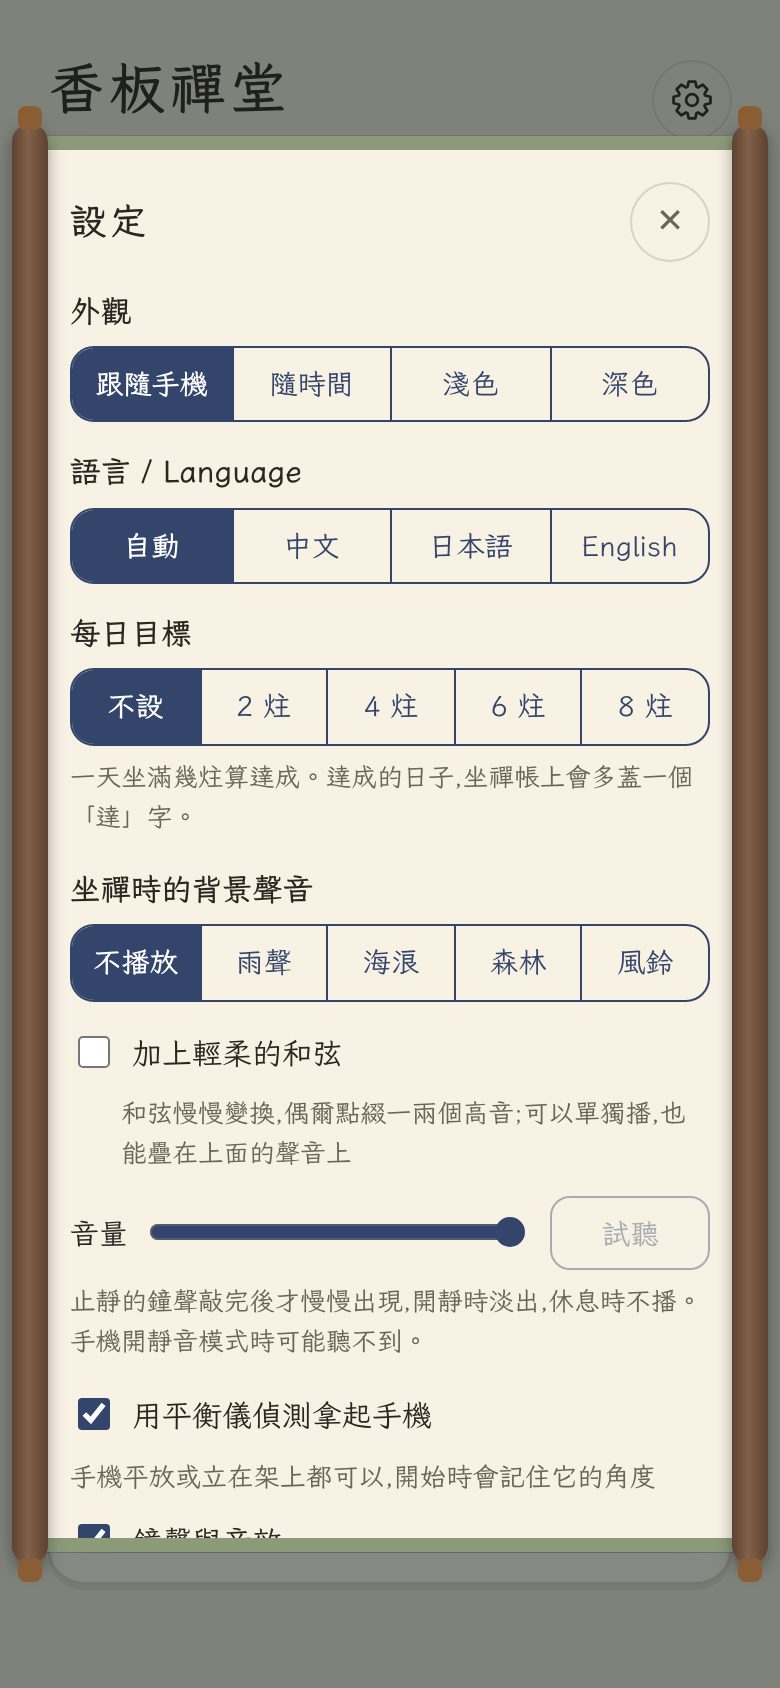 香板禪堂
設定
外觀
跟隨手機 隨時間 淺色 深色
語言 / Language
自動 中文 日本語 English
每日目標
不設 2 炷 4 炷 6 炷 8 炷
一天坐滿幾炷算達成。達成的日子,坐禪帳上會多蓋一個
「達」字。
坐禪時的背景聲音
不播放 雨聲 海浪 森林 風鈴
加上輕柔的和弦
和弦慢慢變換,偶爾點綴一兩個高音;可以單獨播,也
能疊在上面的聲音上
音量 試聽
止靜的鐘聲敲完後才慢慢出現,開靜時淡出,休息時不播。
手機開靜音模式時可能聽不到。
用平衡儀偵測拿起手機
手機平放或立在架上都可以,開始時會記住它的角度
鐘聲與音效